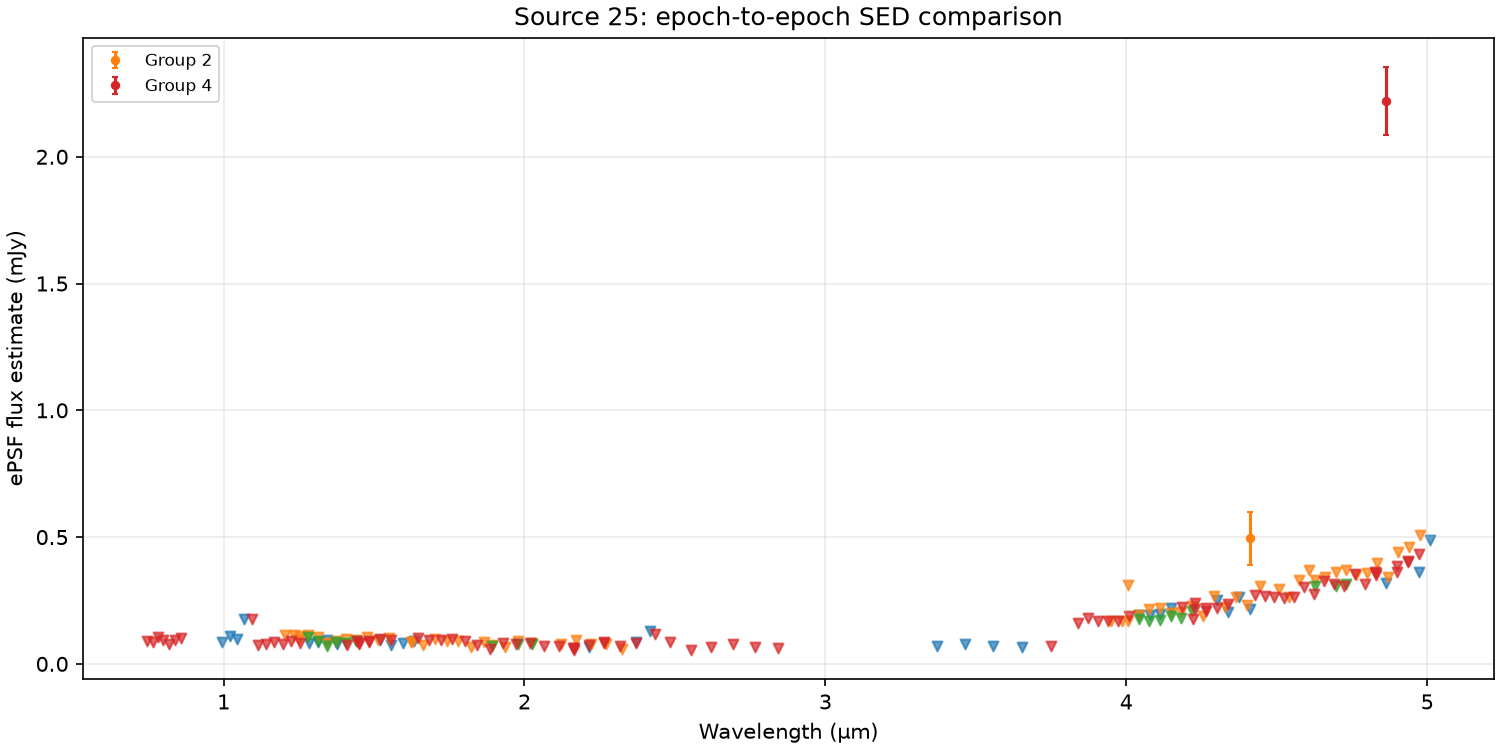 Source 25: epoch-to-epoch SED comparison
Group 2
Group 4
ePSF flux estimate (mJy)
2.0
1.5
1.0
0.5
0.0
1 2 3 4 5
Wavelength (μm)